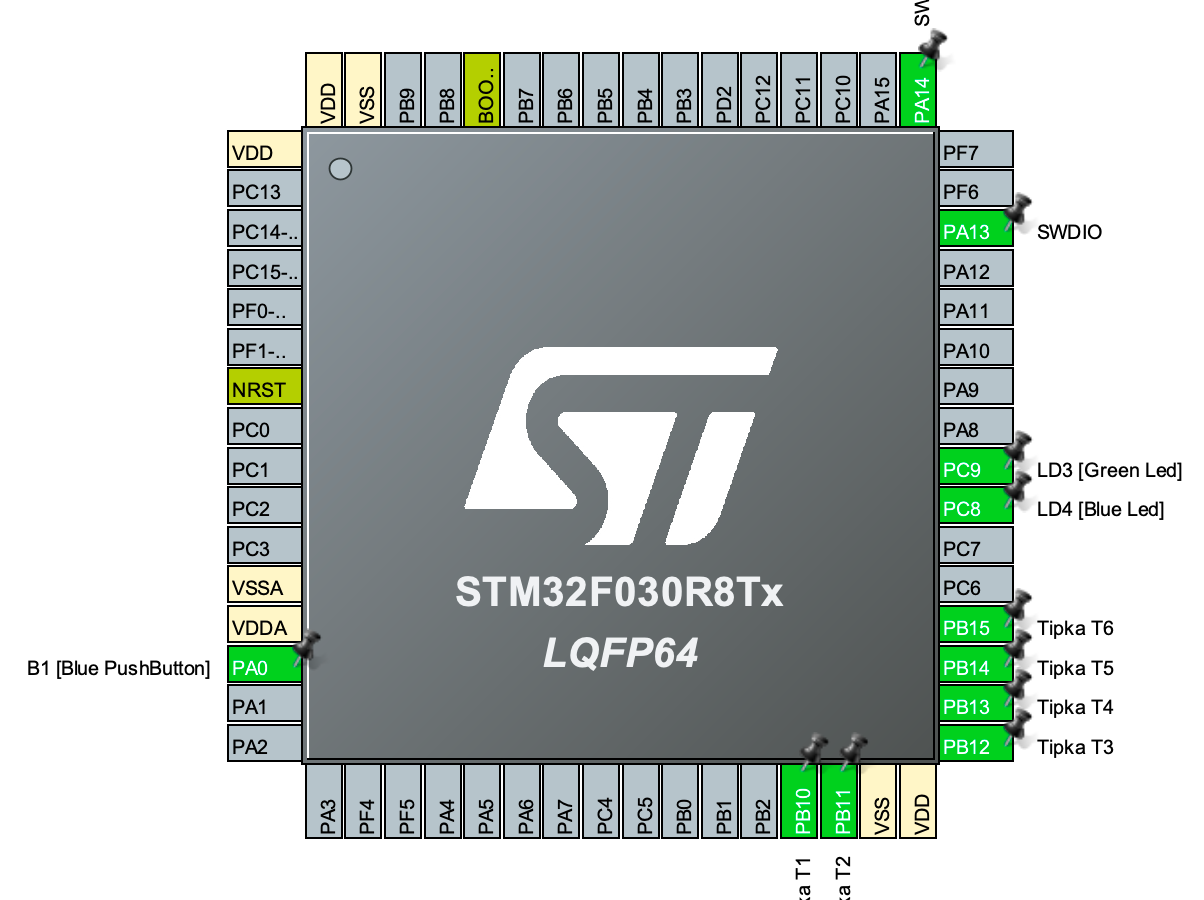 SW
VDD
VSS
PB9
PB8
BOO..
PB7
PB6
PB5
PB4
PB3
PD2
PC12
PC11
PC10
PA15
PA14
VDD
PC13
PC14-..
PC15-..
PF0-..
PF1-..
NRST
PC0
PC1
PC2
PC3
VSSA
VDDA
B1 [Blue PushButton] PA0
PA1
PA2
STM32F030R8Tx
LQFP64
PF7
PF6
PA13 SWDIO
PA12
PA11
PA10
PA9
PA8
PC9 LD3 [Green Led]
PC8 LD4 [Blue Led]
PC7
PC6
PB15 Tipka T6
PB14 Tipka T5
PB13 Tipka T4
PB12 Tipka T3
PA3
PF4
PF5
PA4
PA5
PA6
PA7
PC4
PC5
PB0
PB1
PB2
PB10
PB11
VSS
VDD
ka T1
ka T2